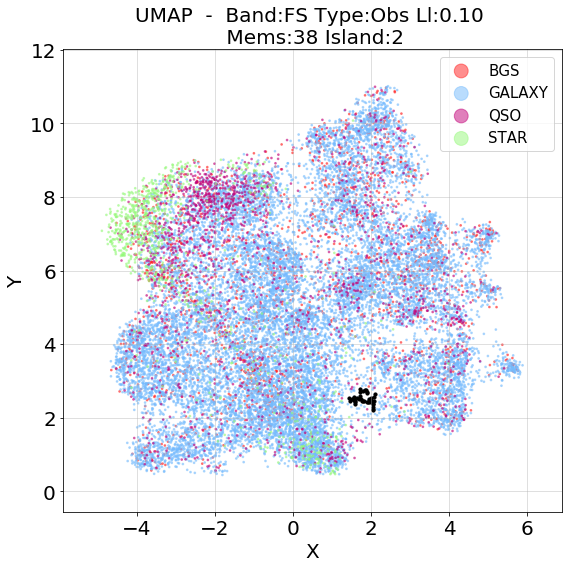 UMAP  -  Band:FS Type:Obs Ll:0.10
Mems:38 Island:2
BGS
GALAXY
QSO
STAR
12
10
8
6
4
2
0
Y
−4
−2
0
2
4
6
X